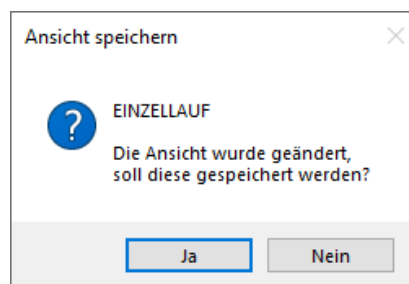 Ansicht speichern
EINZELLAUF
Die Ansicht wurde geändert,
soll diese gespeichert werden?
Ja
Nein